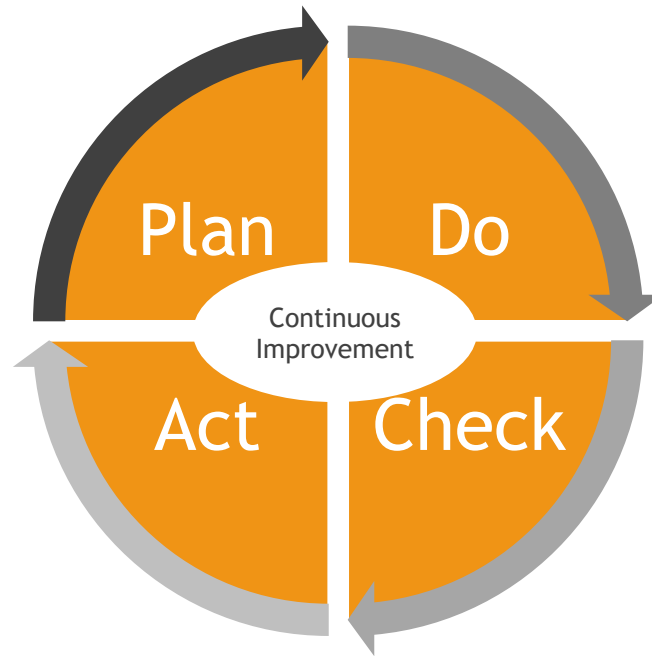 Plan
Do
Continuous
Improvement
Act
Check